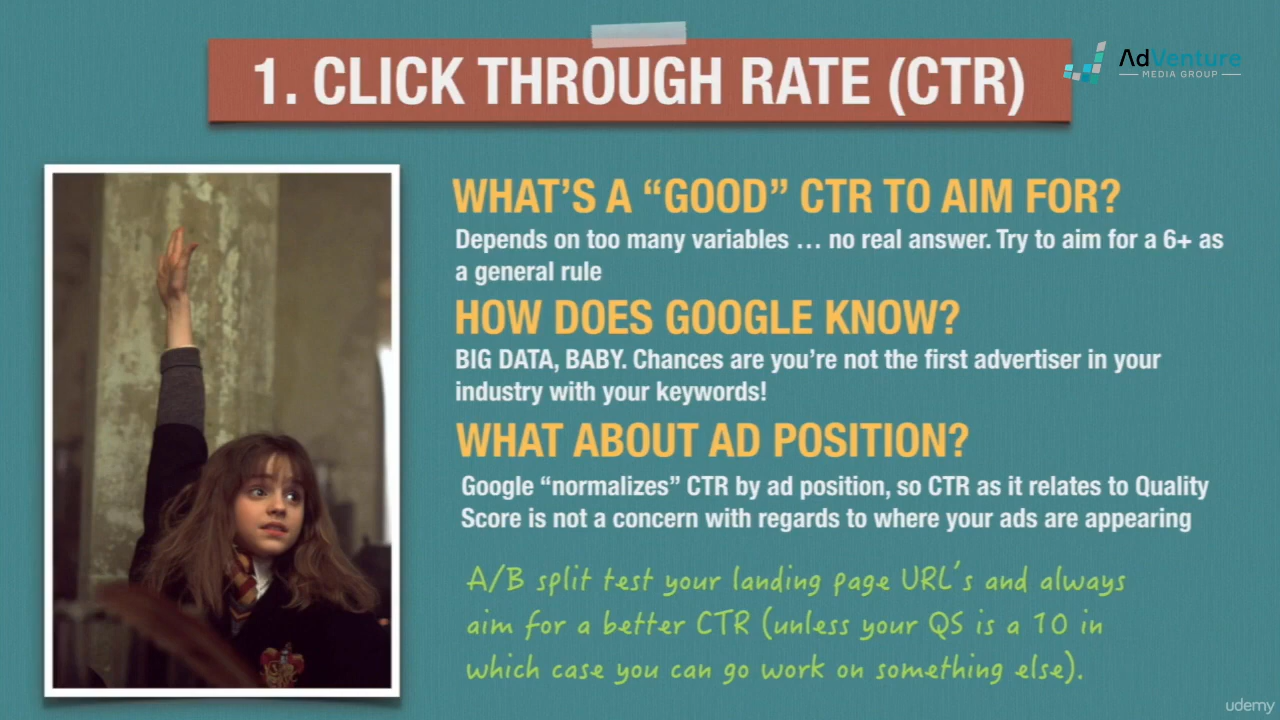 1. CLICK THROUGH RATE (CTR)
AdVenture
MEDIA GROUP
WHAT’S A “GOOD” CTR TO AIM FOR?
Depends on too many variables … no real answer. Try to aim for a 6+ as
a general rule
HOW DOES GOOGLE KNOW?
BIG DATA, BABY. Chances are you’re not the first advertiser in your
industry with your keywords!
WHAT ABOUT AD POSITION?
Google “normalizes” CTR by ad position, so CTR as it relates to Quality
Score is not a concern with regards to where your ads are appearing
A/B split test your landing page URL’s and always
aim for a better CTR (unless your QS is a 10 in
which case you can go work on something else).
udemy